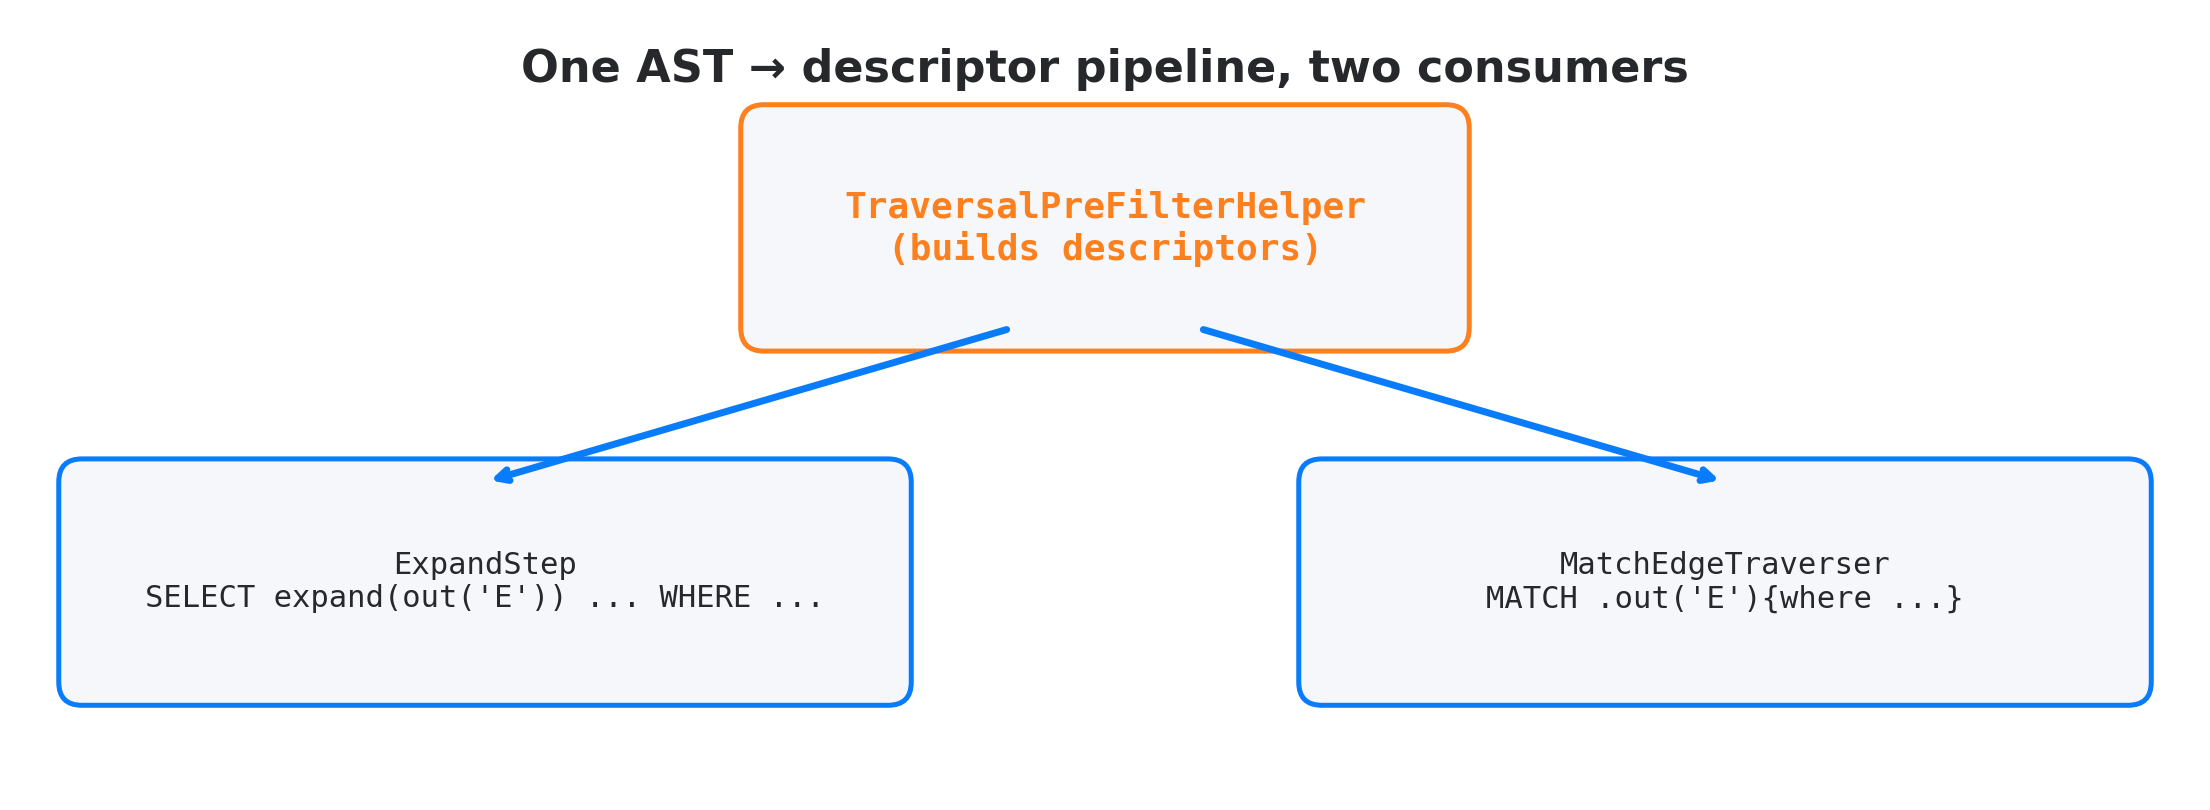 One AST → descriptor pipeline, two consumers
TraversalPreFilterHelper
(builds descriptors)
ExpandStep
SELECT expand(out('E')) ... WHERE ...
MatchEdgeTraverser
MATCH .out('E'){where ...}